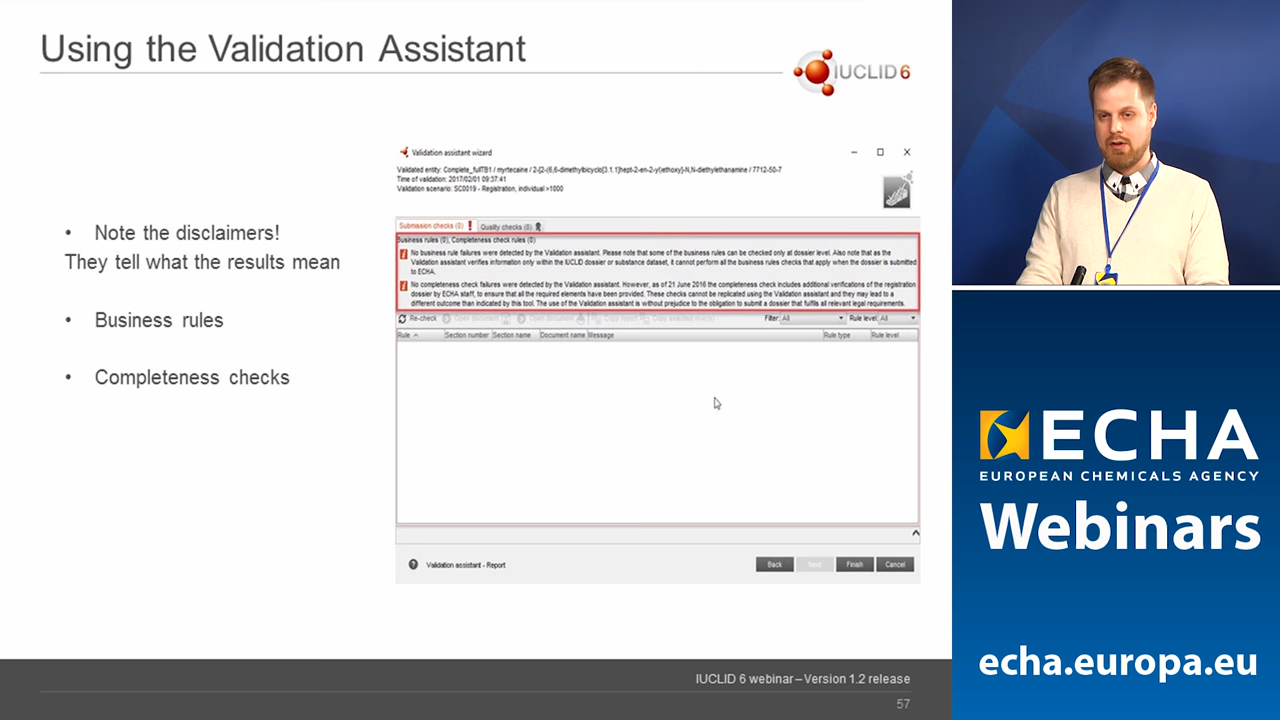 Using the Validation Assistant
IUCLID 6
• Note the disclaimers!
They tell what the results mean
• Business rules
• Completeness checks
Validation assistant wizard
Validated entity: Complete_fullTB1 / myrtecaine / 2-[2-(6,6-dimethylbicyclo[3.1.1]hept-2-en-2-yl)ethoxy]-N,N-diethylethanamine / 7712-50-7
Time of validation: 2017/02/01 09:37:41
Validation scenario: SC0019 - Registration, individual >1000
Submission checks (0) Quality checks (0)
Business rules (0), Completeness check rules (0)
No business rule failures were detected by the Validation assistant. Please note that some of the business rules can be checked only at dossier level. Also note that as the
Validation assistant verifies information only within the IUCLID dossier or substance dataset, it cannot perform all the business rules checks that apply when the dossier is submitted
to ECHA.
No completeness check failures were detected by the Validation assistant. However, as of 21 June 2016 the completeness check includes additional verifications of the registration
dossier by ECHA staff, to ensure that all the required elements have been provided. These checks cannot be replicated using the Validation assistant and they may lead to a
different outcome than indicated by this tool. The use of the Validation assistant is without prejudice to the obligation to submit a dossier that fulfils all relevant legal requirements.
Re-check Open document Open document Copy report Copy selected row(s) Filter: All Rule level: All
Rule Section number Section name Document name Message Rule type Rule level
Validation assistant - Report Back Next Finish Cancel
IUCLID 6 webinar – Version 1.2 release
57
ECHA
EUROPEAN CHEMICALS AGENCY
Webinars
echa.europa.eu